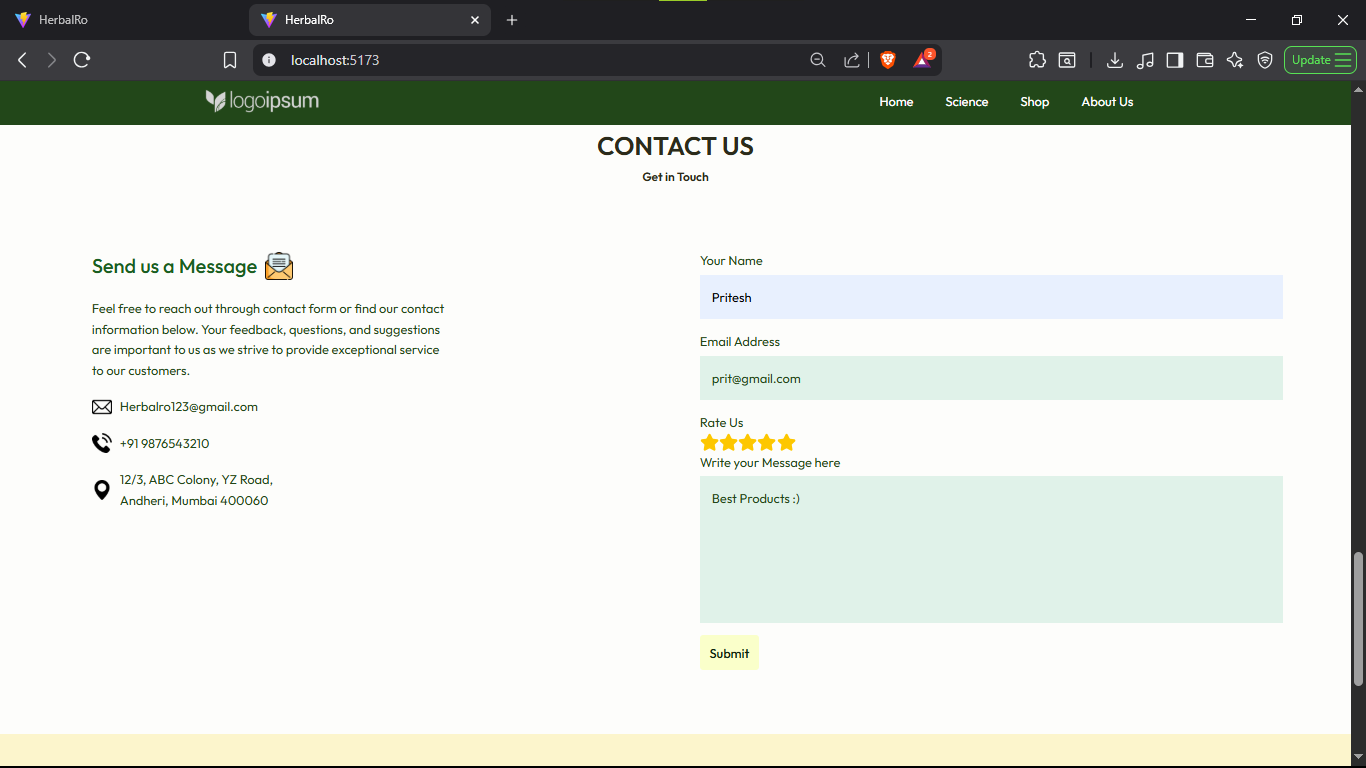 HerbalRo
HerbalRo
localhost:5173
2
Update
logoipsum
Home
Science
Shop
About Us
CONTACT US
Get in Touch
Send us a Message
Feel free to reach out through contact form or find our contact
information below. Your feedback, questions, and suggestions
are important to us as we strive to provide exceptional service
to our customers.
Herbalro123@gmail.com
+91 9876543210
12/3, ABC Colony, YZ Road,
Andheri, Mumbai 400060
Your Name
Pritesh
Email Address
prit@gmail.com
Rate Us
Write your Message here
Best Products :)
Submit